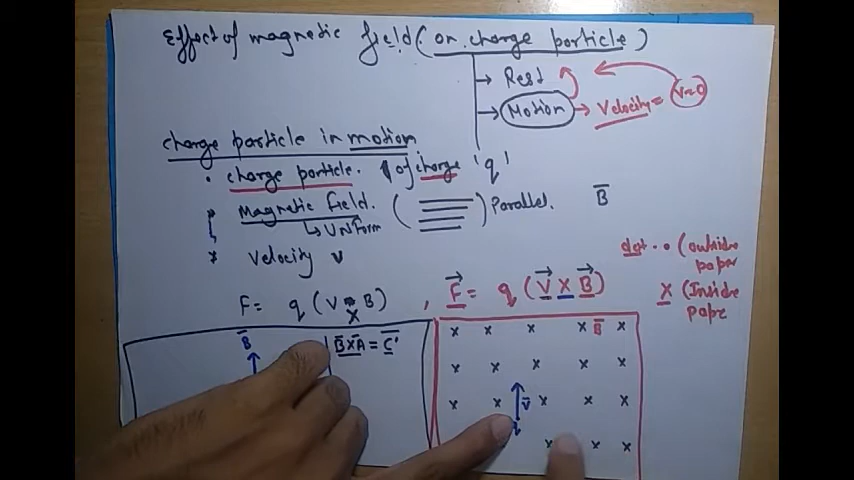 Effect of magnetic field (on charge particle)
→ Rest
→ Motion → Velocity = V=0
charge particle in motion
• charge particle. of charge 'q'
Magnetic field. ( ) Parallel. B
↳ Uniform
* Velocity v
dot • (outside paper
X (Inside pape
F = q (V × B) , F = q (V X B)
B B X A = C'
x x x x B x
x x x x x
x x V x x x
q x x x